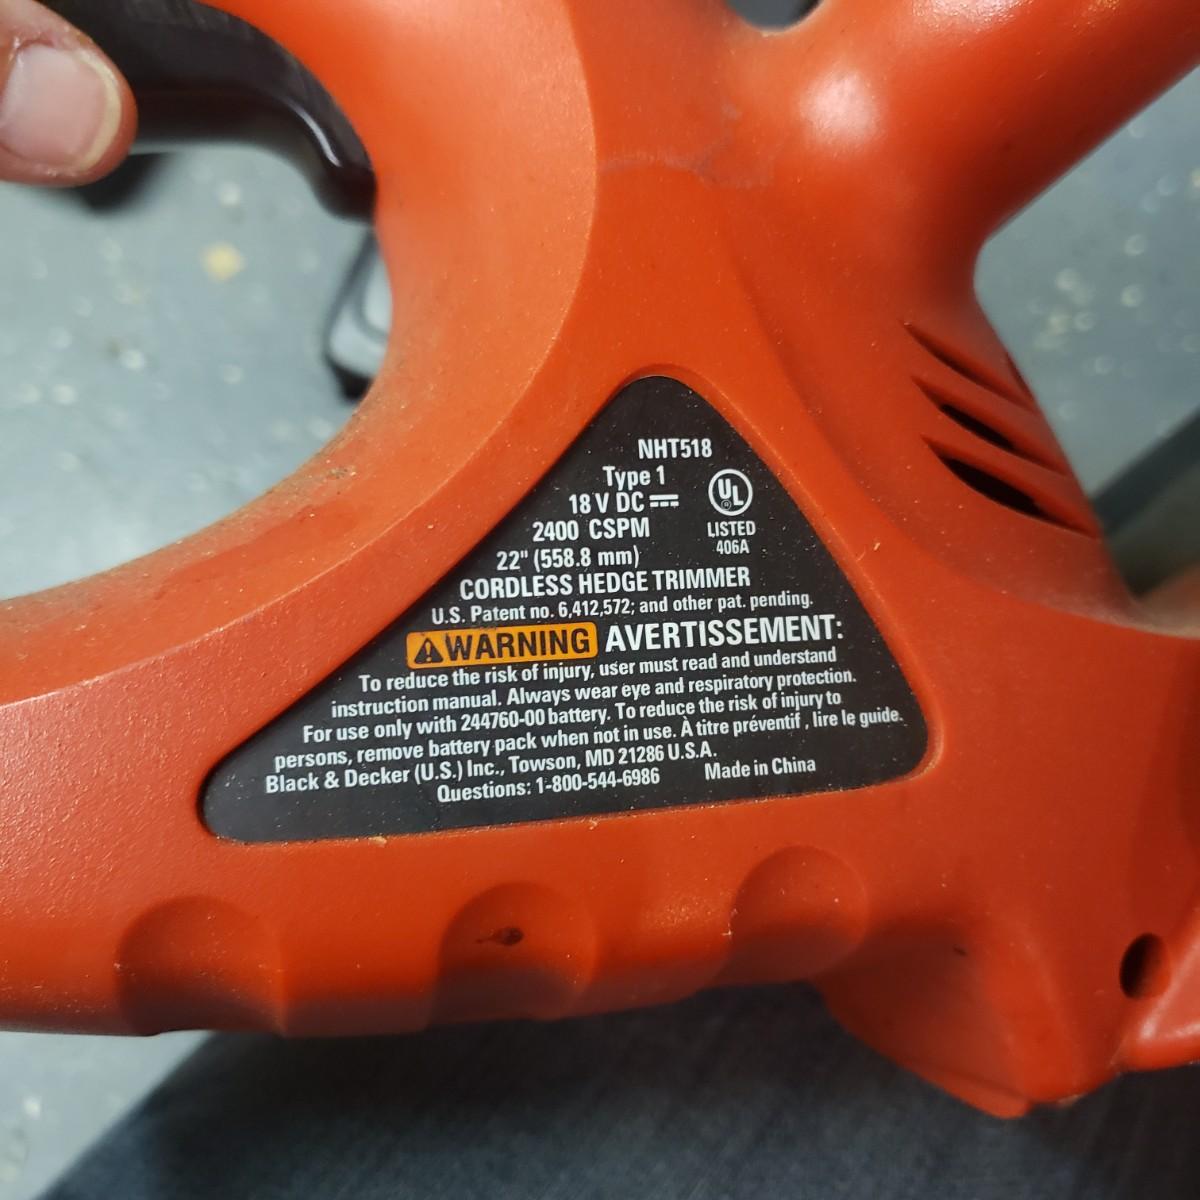 NHT518
Type 1
18 V DC
2400 CSPM
22" (558.8 mm)
UL
®
LISTED
406A
CORDLESS HEDGE TRIMMER
U.S. Patent no. 6,412,572; and other pat. pending.
WARNING AVERTISSEMENT:
To reduce the risk of injury, user must read and understand
instruction manual. Always wear eye and respiratory protection.
For use only with 244760-00 battery. To reduce the risk of injury to
persons, remove battery pack when not in use. À titre préventif , lire le guide.
Black & Decker (U.S.) Inc., Towson, MD 21286 U.S.A.
Questions: 1-800-544-6986 Made in China